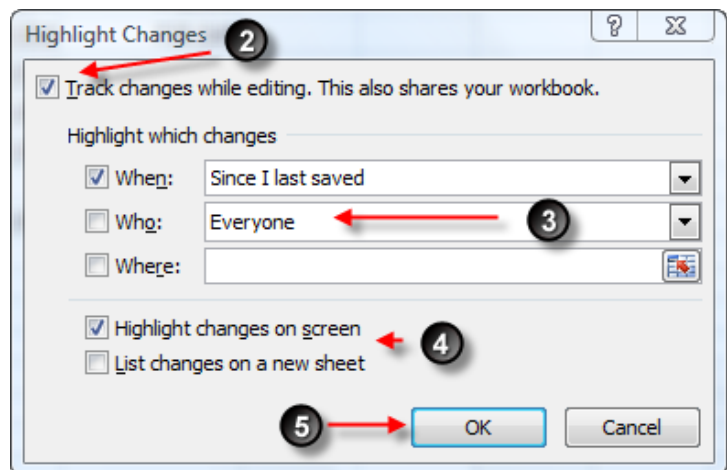 Highlight Changes 2
Track changes while editing. This also shares your workbook.
Highlight which changes
When: Since I last saved
Who: Everyone 3
Where:
Highlight changes on screen
4
List changes on a new sheet
5 OK Cancel